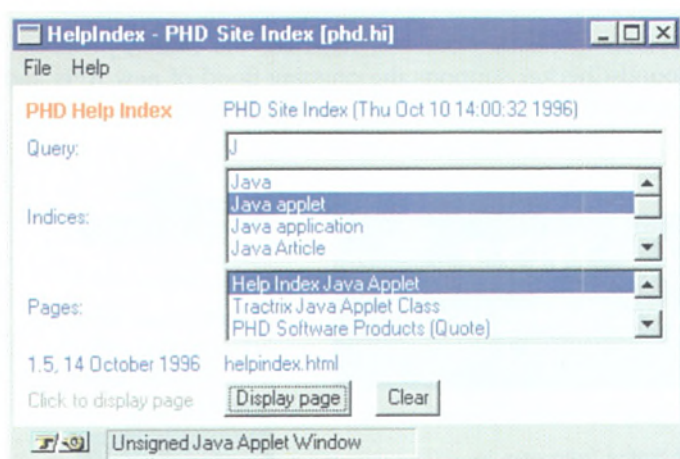 HelpIndex - PHD Site Index [phd.hi]
File Help
PHD Help Index PHD Site Index (Thu Oct 10 14:00:32 1996)
Query: J
Indices:
Java
Java applet
Java application
Java Article
Pages:
Help Index Java Applet
Tractrix Java Applet Class
PHD Software Products (Quote)
1.5, 14 October 1996 helpindex.html
Click to display page Display page Clear
Unsigned Java Applet Window